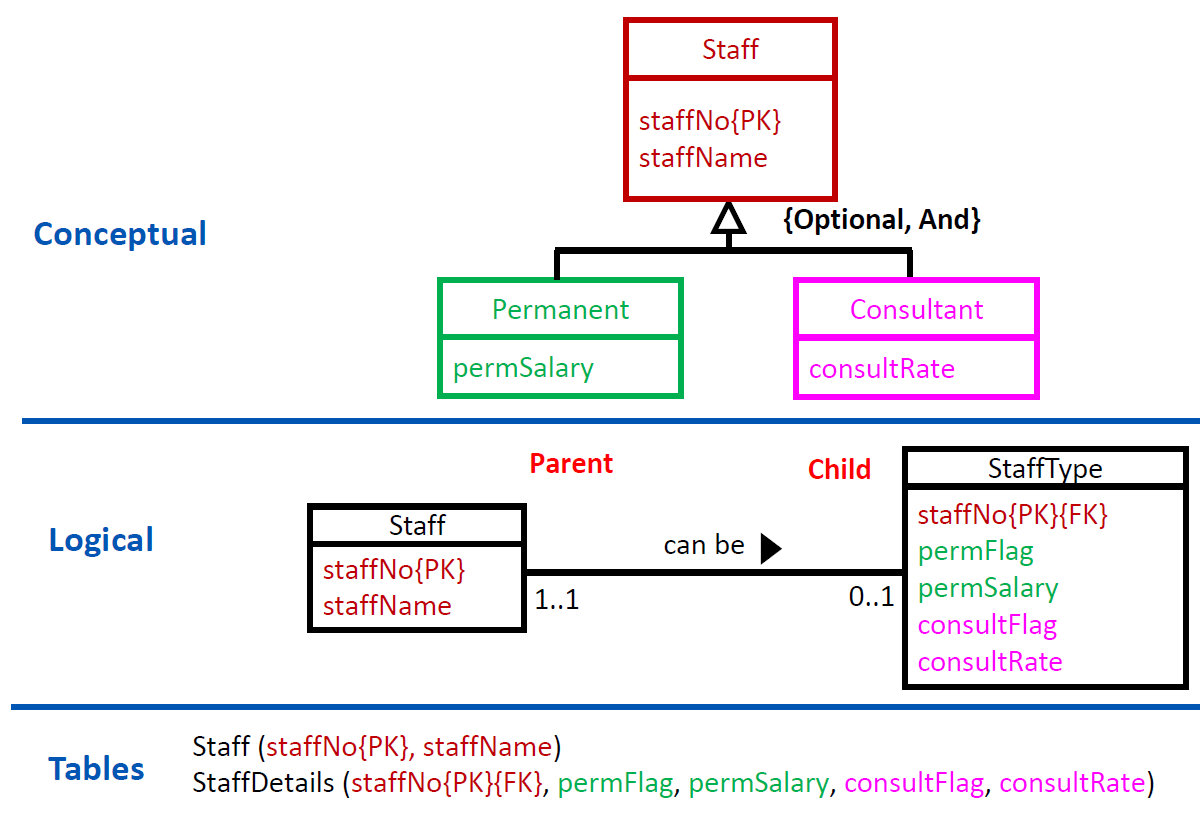 Staff
staffNo{PK}
staffName
Conceptual
{Optional, And}
Permanent
permSalary
Consultant
consultRate
Logical
Parent
Child
Staff
staffNo{PK}
staffName
can be
1..1
0..1
StaffType
staffNo{PK}{FK}
permFlag
permSalary
consultFlag
consultRate
Tables
Staff (staffNo{PK}, staffName)
StaffDetails (staffNo{PK}{FK}, permFlag, permSalary, consultFlag, consultRate)